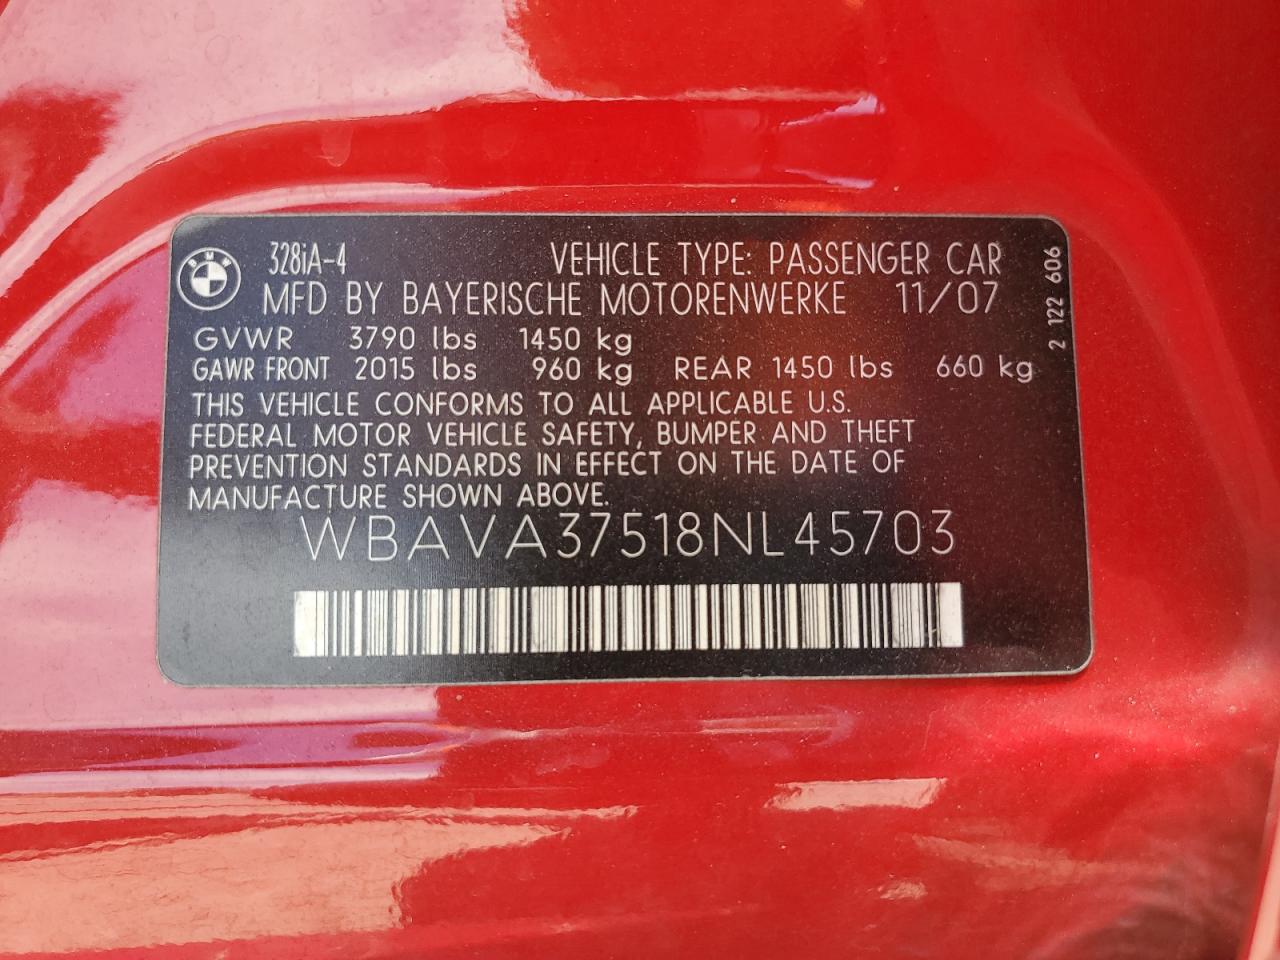 BMW
328iA-4 VEHICLE TYPE: PASSENGER CAR
MFD BY BAYERISCHE MOTORENWERKE 11/07
GVWR 3790 lbs 1450 kg
GAWR FRONT 2015 lbs 960 kg REAR 1450 lbs 660 kg
THIS VEHICLE CONFORMS TO ALL APPLICABLE U.S.
FEDERAL MOTOR VEHICLE SAFETY, BUMPER AND THEFT
PREVENTION STANDARDS IN EFFECT ON THE DATE OF
MANUFACTURE SHOWN ABOVE.
WBAVA37518NL45703
2 122 606